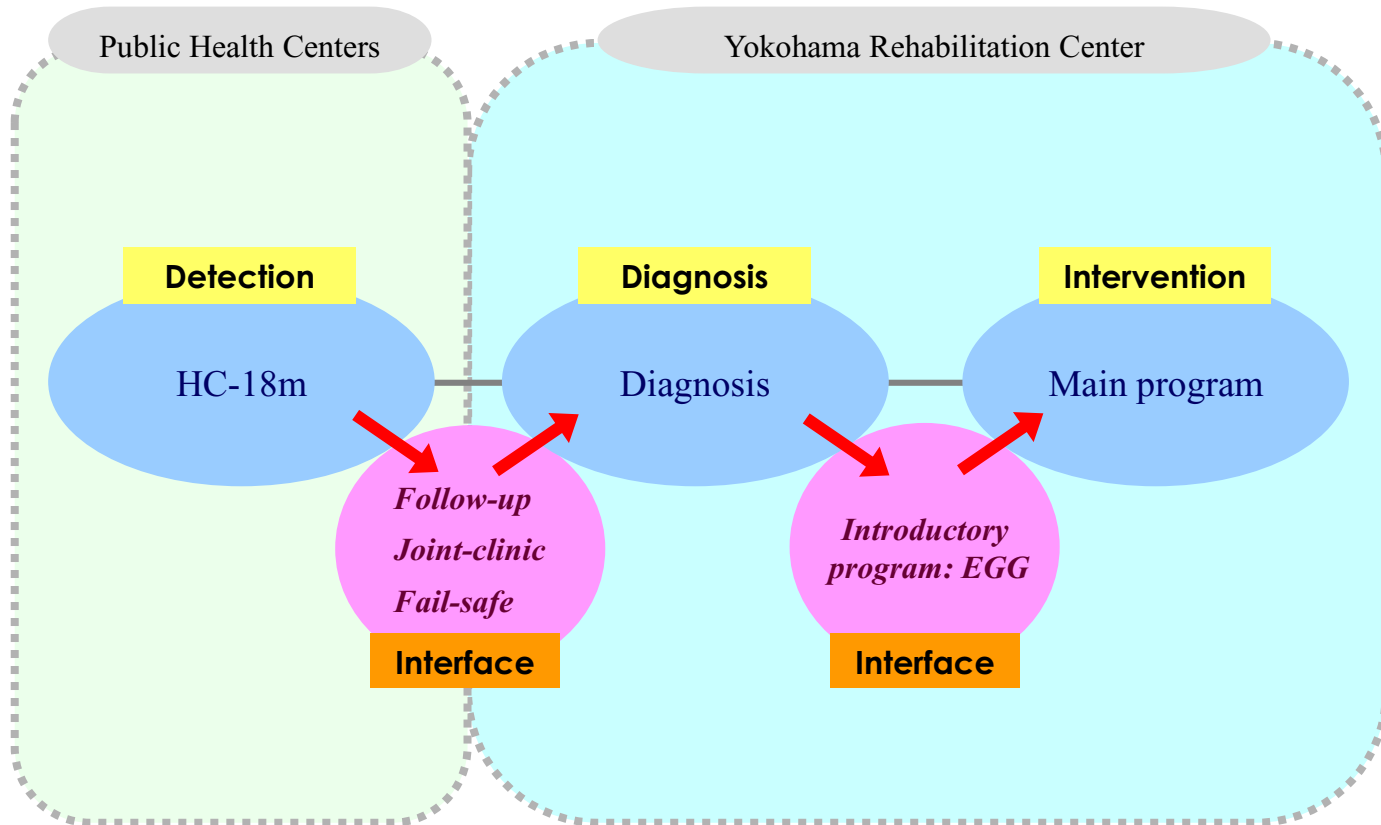 Public Health Centers
Yokohama Rehabilitation Center
Detection
Diagnosis
Intervention
HC-18m
Diagnosis
Main program
Follow-up
Joint-clinic
Fail-safe
Introductory
program: EGG
Interface
Interface